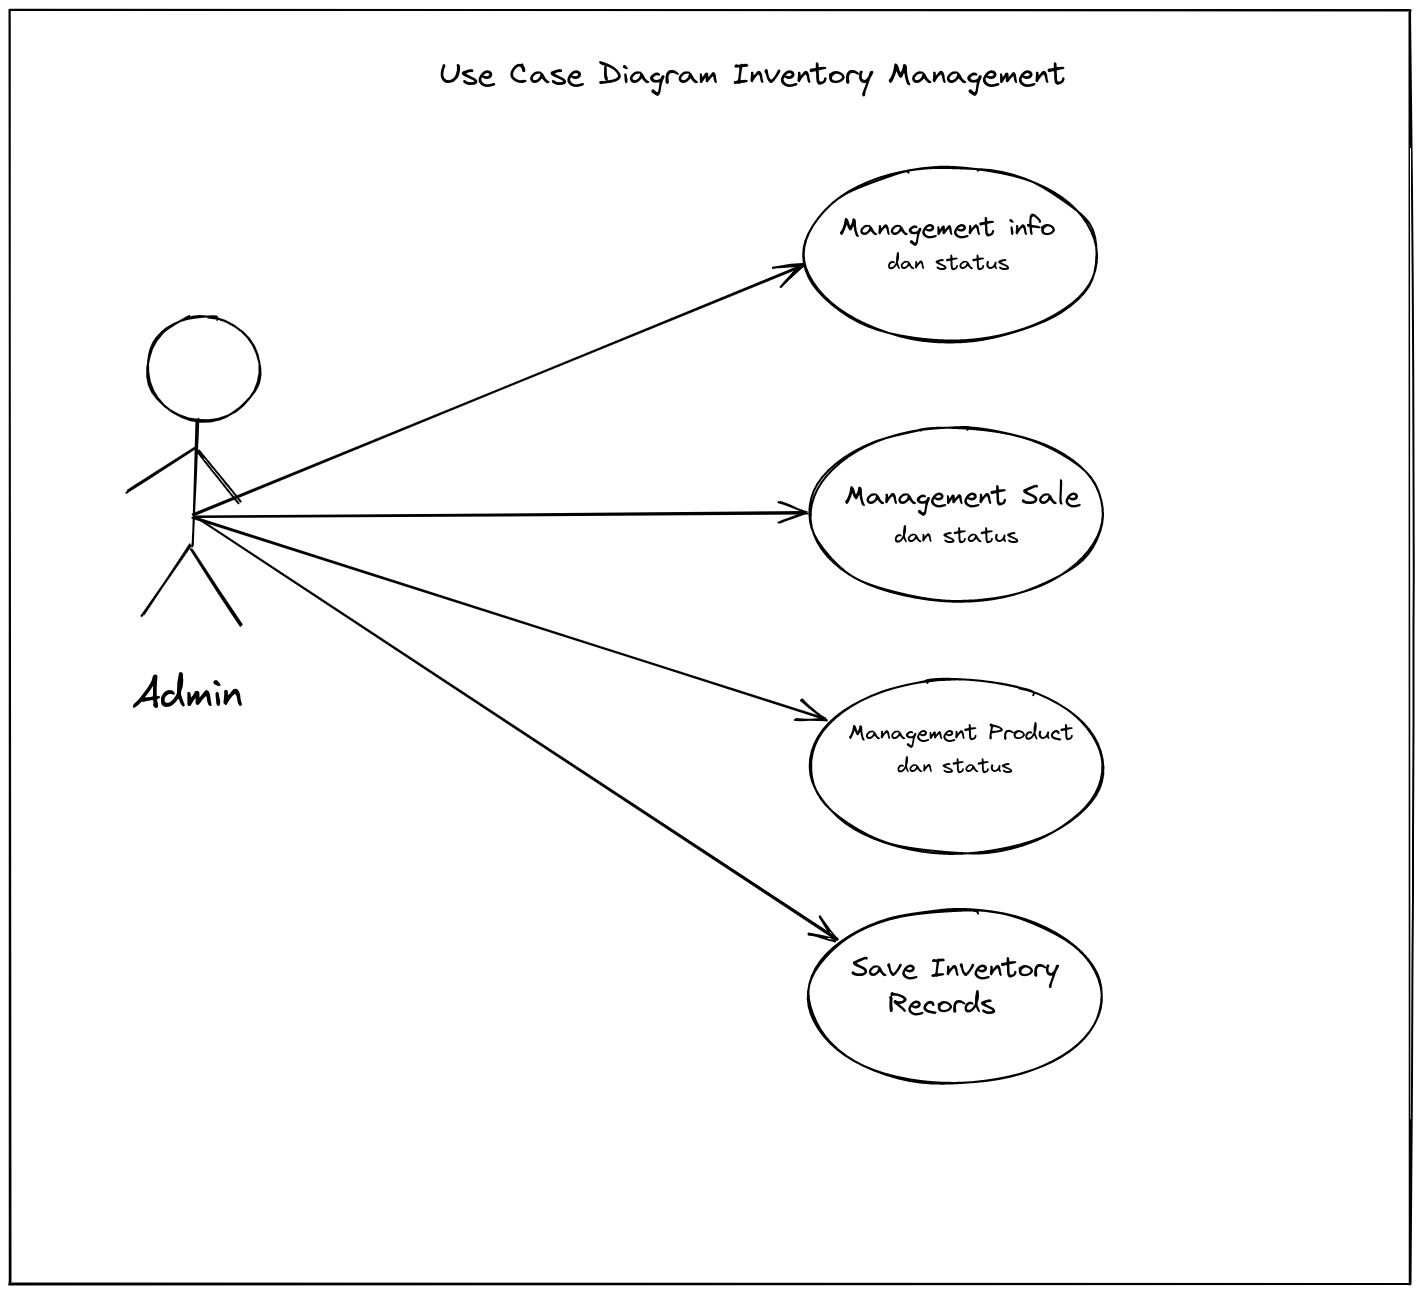 Use Case Diagram Inventory Management
Management info
dan status
Management Sale
dan status
Admin
Management Product
dan status
Save Inventory
Records